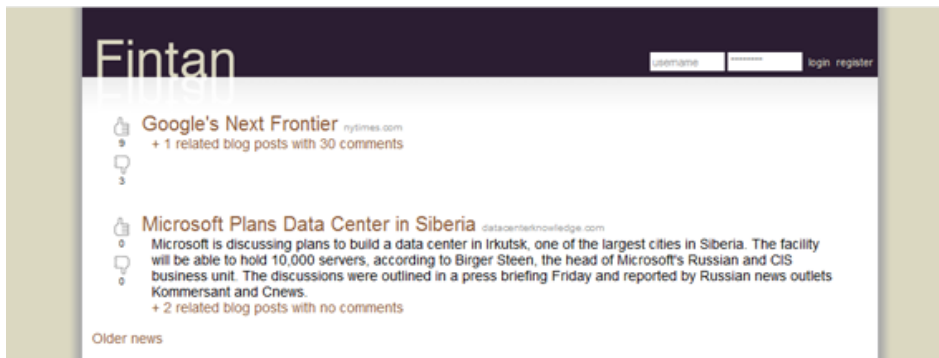 Fintan
username ******** login register
Google's Next Frontier nytimes.com
9
+ 1 related blog posts with 30 comments
3
Microsoft Plans Data Center in Siberia datacenterknowledge.com
0
Microsoft is discussing plans to build a data center in Irkutsk, one of the largest cities in Siberia. The facility
will be able to hold 10,000 servers, according to Birger Steen, the head of Microsoft's Russian and CIS
0
business unit. The discussions were outlined in a press briefing Friday and reported by Russian news outlets
Kommersant and Cnews.
+ 2 related blog posts with no comments
Older news